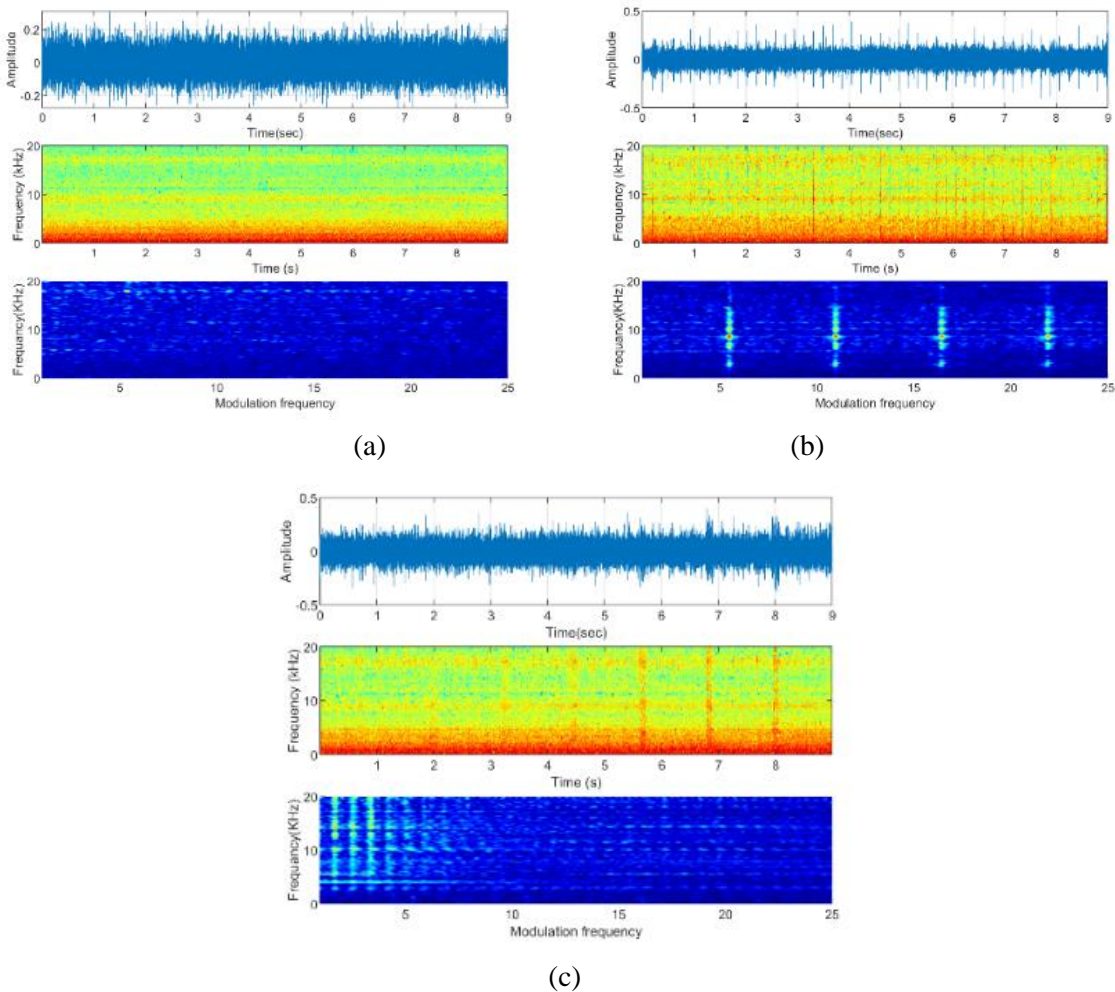 0.2
0
-0.2
Amplitude
0 1 2 3 4 5 6 7 8 9
Time(sec)
20
10
0
Frequency (kHz)
1 2 3 4 5 6 7 8
Time (s)
20
10
0
Frequancy(KHz)
5 10 15 20 25
Modulation frequency
(a)
0.5
0
-0.5
Amplitude
0 1 2 3 4 5 6 7 8 9
Time(sec)
20
10
0
Frequency (kHz)
1 2 3 4 5 6 7 8
Time (s)
20
10
0
Frequancy(KHz)
5 10 15 20 25
Modulation frequency
(b)
0.5
0
-0.5
Amplitude
0 1 2 3 4 5 6 7 8 9
Time(sec)
20
10
0
Frequency (kHz)
1 2 3 4 5 6 7 8
Time (s)
20
10
0
Frequancy(KHz)
5 10 15 20 25
Modulation frequency
(c)